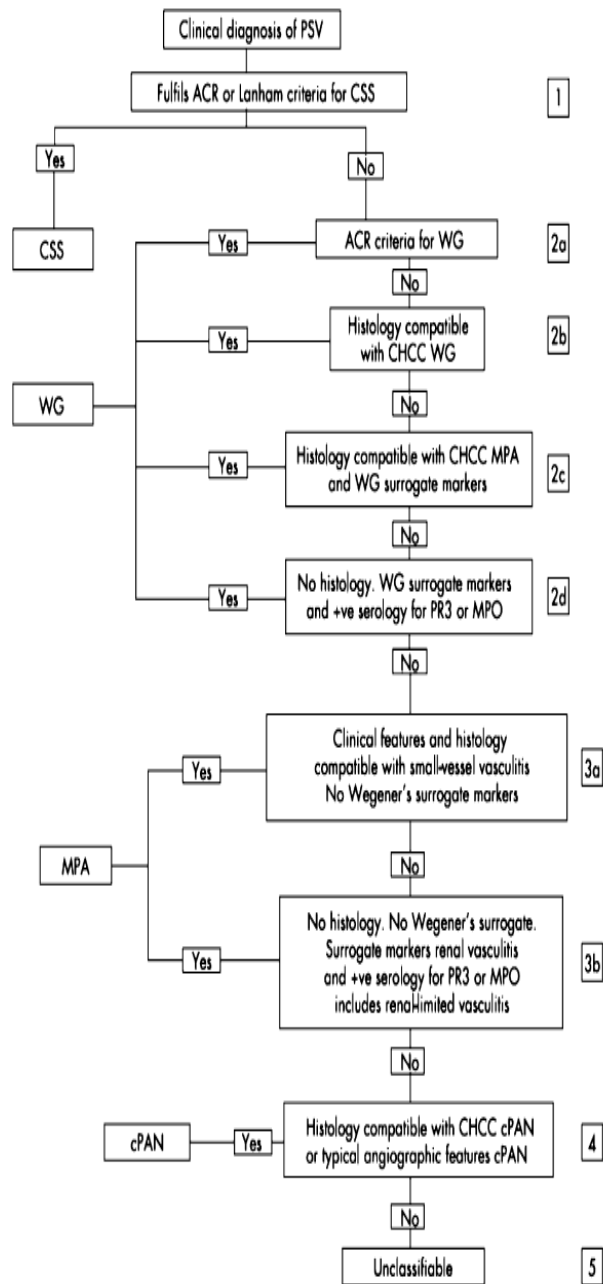 Clinical diagnosis of PSV
Fulfils ACR or Lanham criteria for CSS
1
Yes
No
CSS
Yes
ACR criteria for WG
2a
No
Yes
Histology compatible
with CHCC WG
2b
WG
No
Yes
Histology compatible with CHCC MPA
and WG surrogate markers
2c
No
Yes
No histology. WG surrogate markers
and +ve serology for PR3 or MPO
2d
No
Yes
Clinical features and histology
compatible with small-vessel vasculitis
No Wegener's surrogate markers
3a
MPA
No
Yes
No histology. No Wegener's surrogate.
Surrogate markers renal vasculitis
and +ve serology for PR3 or MPO
includes renal-limited vasculitis
3b
No
cPAN
Yes
Histology compatible with CHCC cPAN
or typical angiographic features cPAN
4
No
Unclassifiable
5